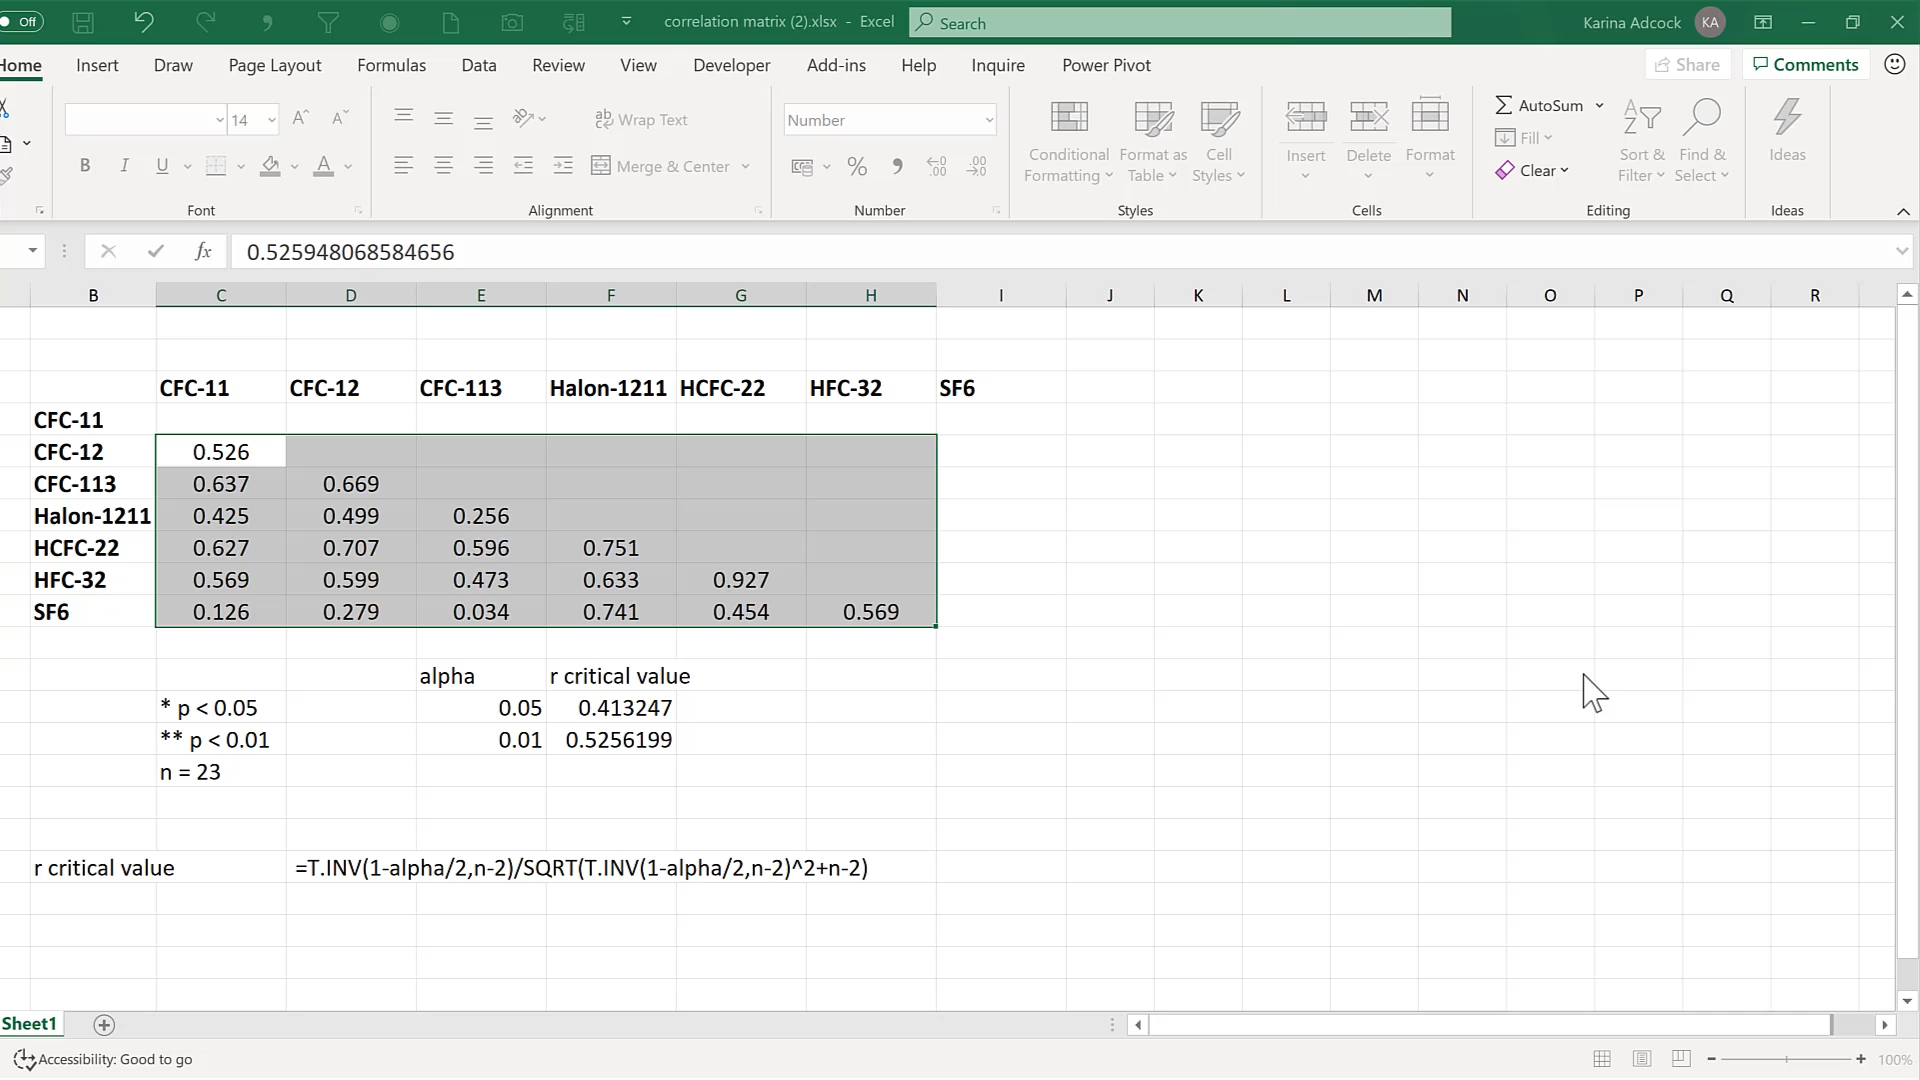 Off correlation matrix (2).xlsx - Excel Search Karina Adcock KA
Home Insert Draw Page Layout Formulas Data Review View Developer Add-ins Help Inquire Power Pivot Share Comments
14 A^ Aˇ ab Wrap Text Number Conditional Formatting Format as Table Cell Styles Insert Delete Format AutoSum Fill Clear Sort & Filter Find & Select Ideas
B I U A Merge & Center % , .00
Font Alignment Number Styles Cells Editing Ideas
fx 0.525948068584656
B C D E F G H I J K L M N O P Q R
CFC-11 CFC-12 CFC-113 Halon-1211 HCFC-22 HFC-32 SF6
CFC-11
CFC-12 0.526
CFC-113 0.637 0.669
Halon-1211 0.425 0.499 0.256
HCFC-22 0.627 0.707 0.596 0.751
HFC-32 0.569 0.599 0.473 0.633 0.927
SF6 0.126 0.279 0.034 0.741 0.454 0.569
alpha r critical value
* p < 0.05 0.05 0.413247
** p < 0.01 0.01 0.5256199
n = 23
r critical value =T.INV(1-alpha/2,n-2)/SQRT(T.INV(1-alpha/2,n-2)^2+n-2)
Sheet1
Accessibility: Good to go 100%